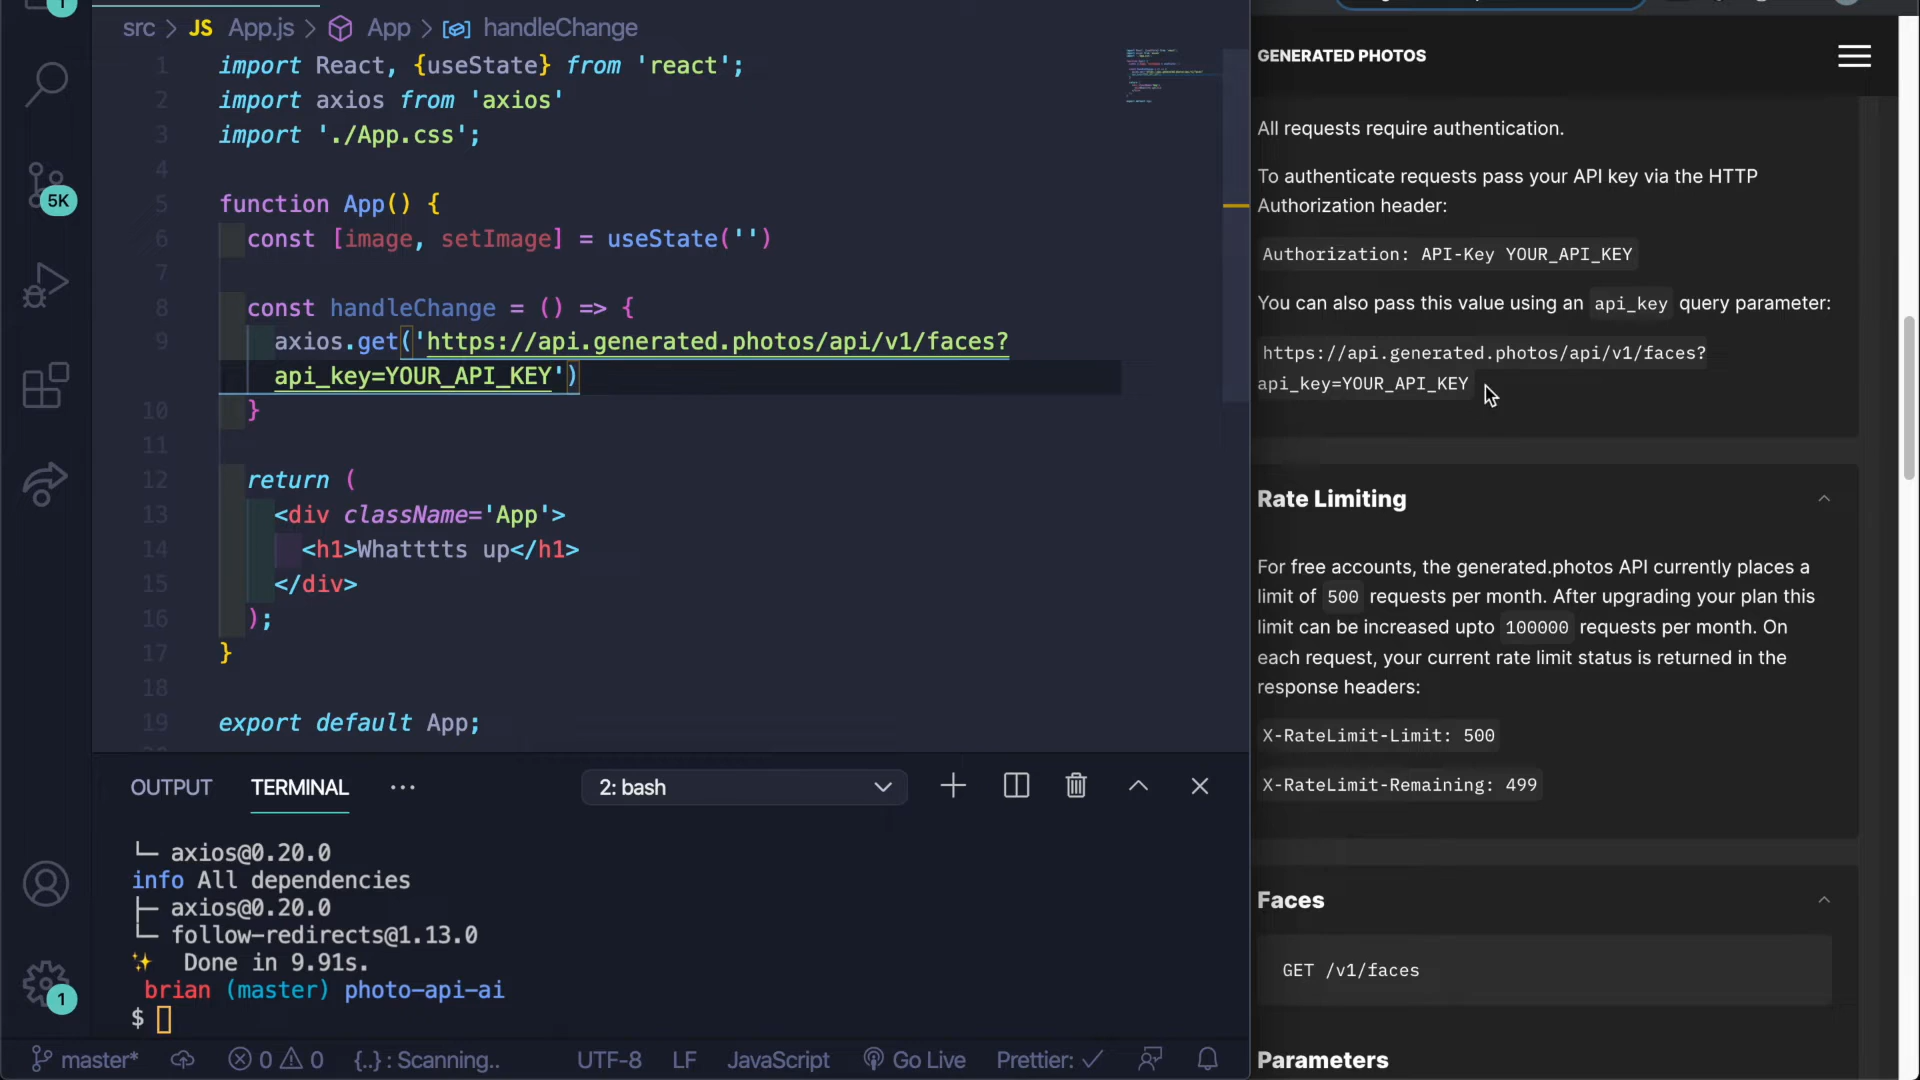 1
src > JS App.js > App > handleChange
1 import React, {useState} from 'react';
2 import axios from 'axios'
3 import './App.css';
4
5 function App() {
6 const [image, setImage] = useState('')
7
8 const handleChange = () => {
9 axios.get('https://api.generated.photos/api/v1/faces?
api_key=YOUR_API_KEY')
10 }
11
12 return (
13 <div className='App'>
14 <h1>Whatttts up</h1>
15 </div>
16 );
17 }
18
19 export default App;
5K
OUTPUT TERMINAL ··· 2: bash
└─ axios@0.20.0
info All dependencies
├─ axios@0.20.0
└─ follow-redirects@1.13.0
✨ Done in 9.91s.
brian (master) photo-api-ai
$
1
master* 0 0 {..} : Scanning.. UTF-8 LF JavaScript Go Live Prettier: ✓
GENERATED PHOTOS
All requests require authentication.
To authenticate requests pass your API key via the HTTP
Authorization header:
Authorization: API-Key YOUR_API_KEY
You can also pass this value using an api_key query parameter:
https://api.generated.photos/api/v1/faces?
api_key=YOUR_API_KEY
Rate Limiting
For free accounts, the generated.photos API currently places a
limit of 500 requests per month. After upgrading your plan this
limit can be increased upto 100000 requests per month. On
each request, your current rate limit status is returned in the
response headers:
X-RateLimit-Limit: 500
X-RateLimit-Remaining: 499
Faces
GET /v1/faces
Parameters